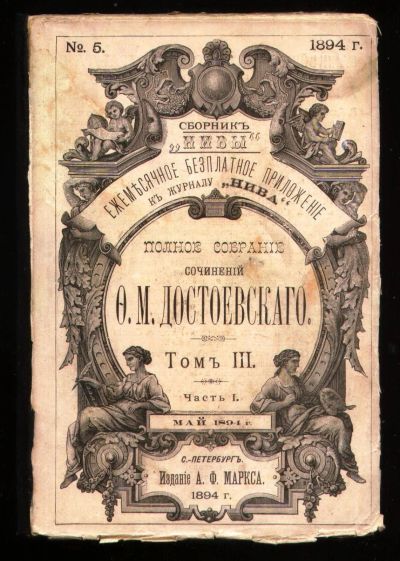 № 5.
1894 г.
СБОРНИКЪ
„НИВЫ“
ЕЖЕМѢСЯЧНОЕ БЕЗПЛАТНОЕ ПРИЛОЖЕНІЕ
КЪ ЖУРНАЛУ „НИВА“
ПОЛНОЕ СОБРАНІЕ
СОЧИНЕНІЙ
Ѳ. М. ДОСТОЕВСКАГО.
ТОМЪ III.
Часть I.
МАЙ 1894 г.
С.-ПЕТЕРБУРГЪ.
Изданіе А. Ф. МАРКСА.
1894 г.